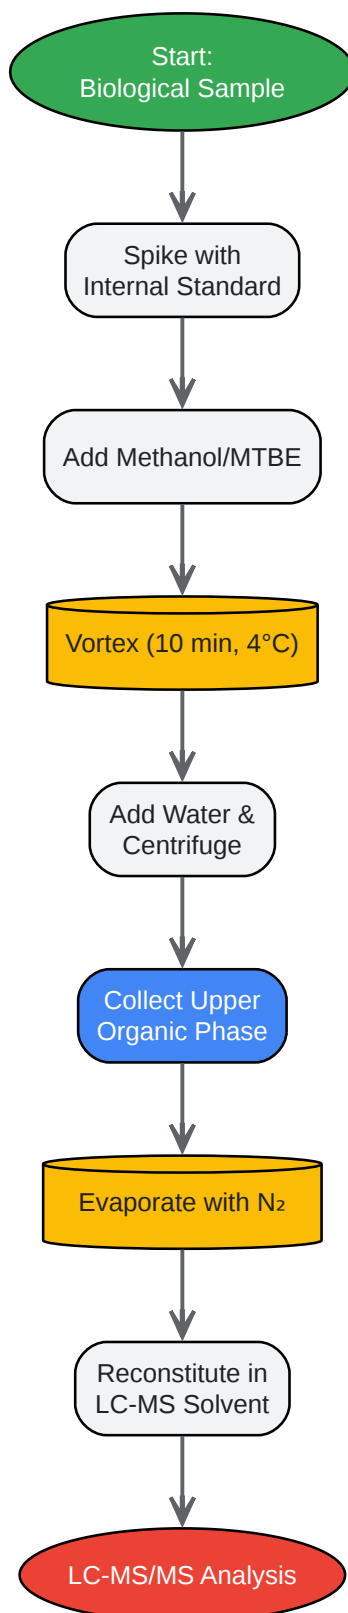 Start:
Biological Sample
Spike with
Internal Standard
Add Methanol/MTBE
Vortex (10 min, 4°C)
Add Water &
Centrifuge
Collect Upper
Organic Phase
Evaporate with N₂
Reconstitute in
LC-MS Solvent
LC-MS/MS Analysis